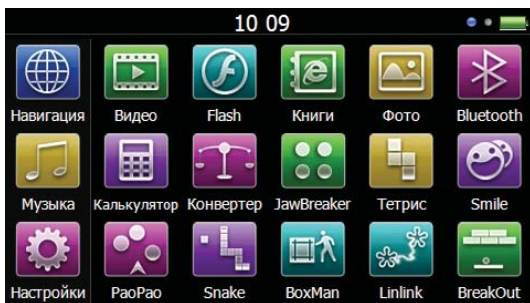 10 09
Навигация Видео Flash Книги Фото Bluetooth
Музыка Калькулятор Конвертер JawBreaker Тетрис Smile
Настройки PaoPao Snake BoxMan Linlink BreakOut